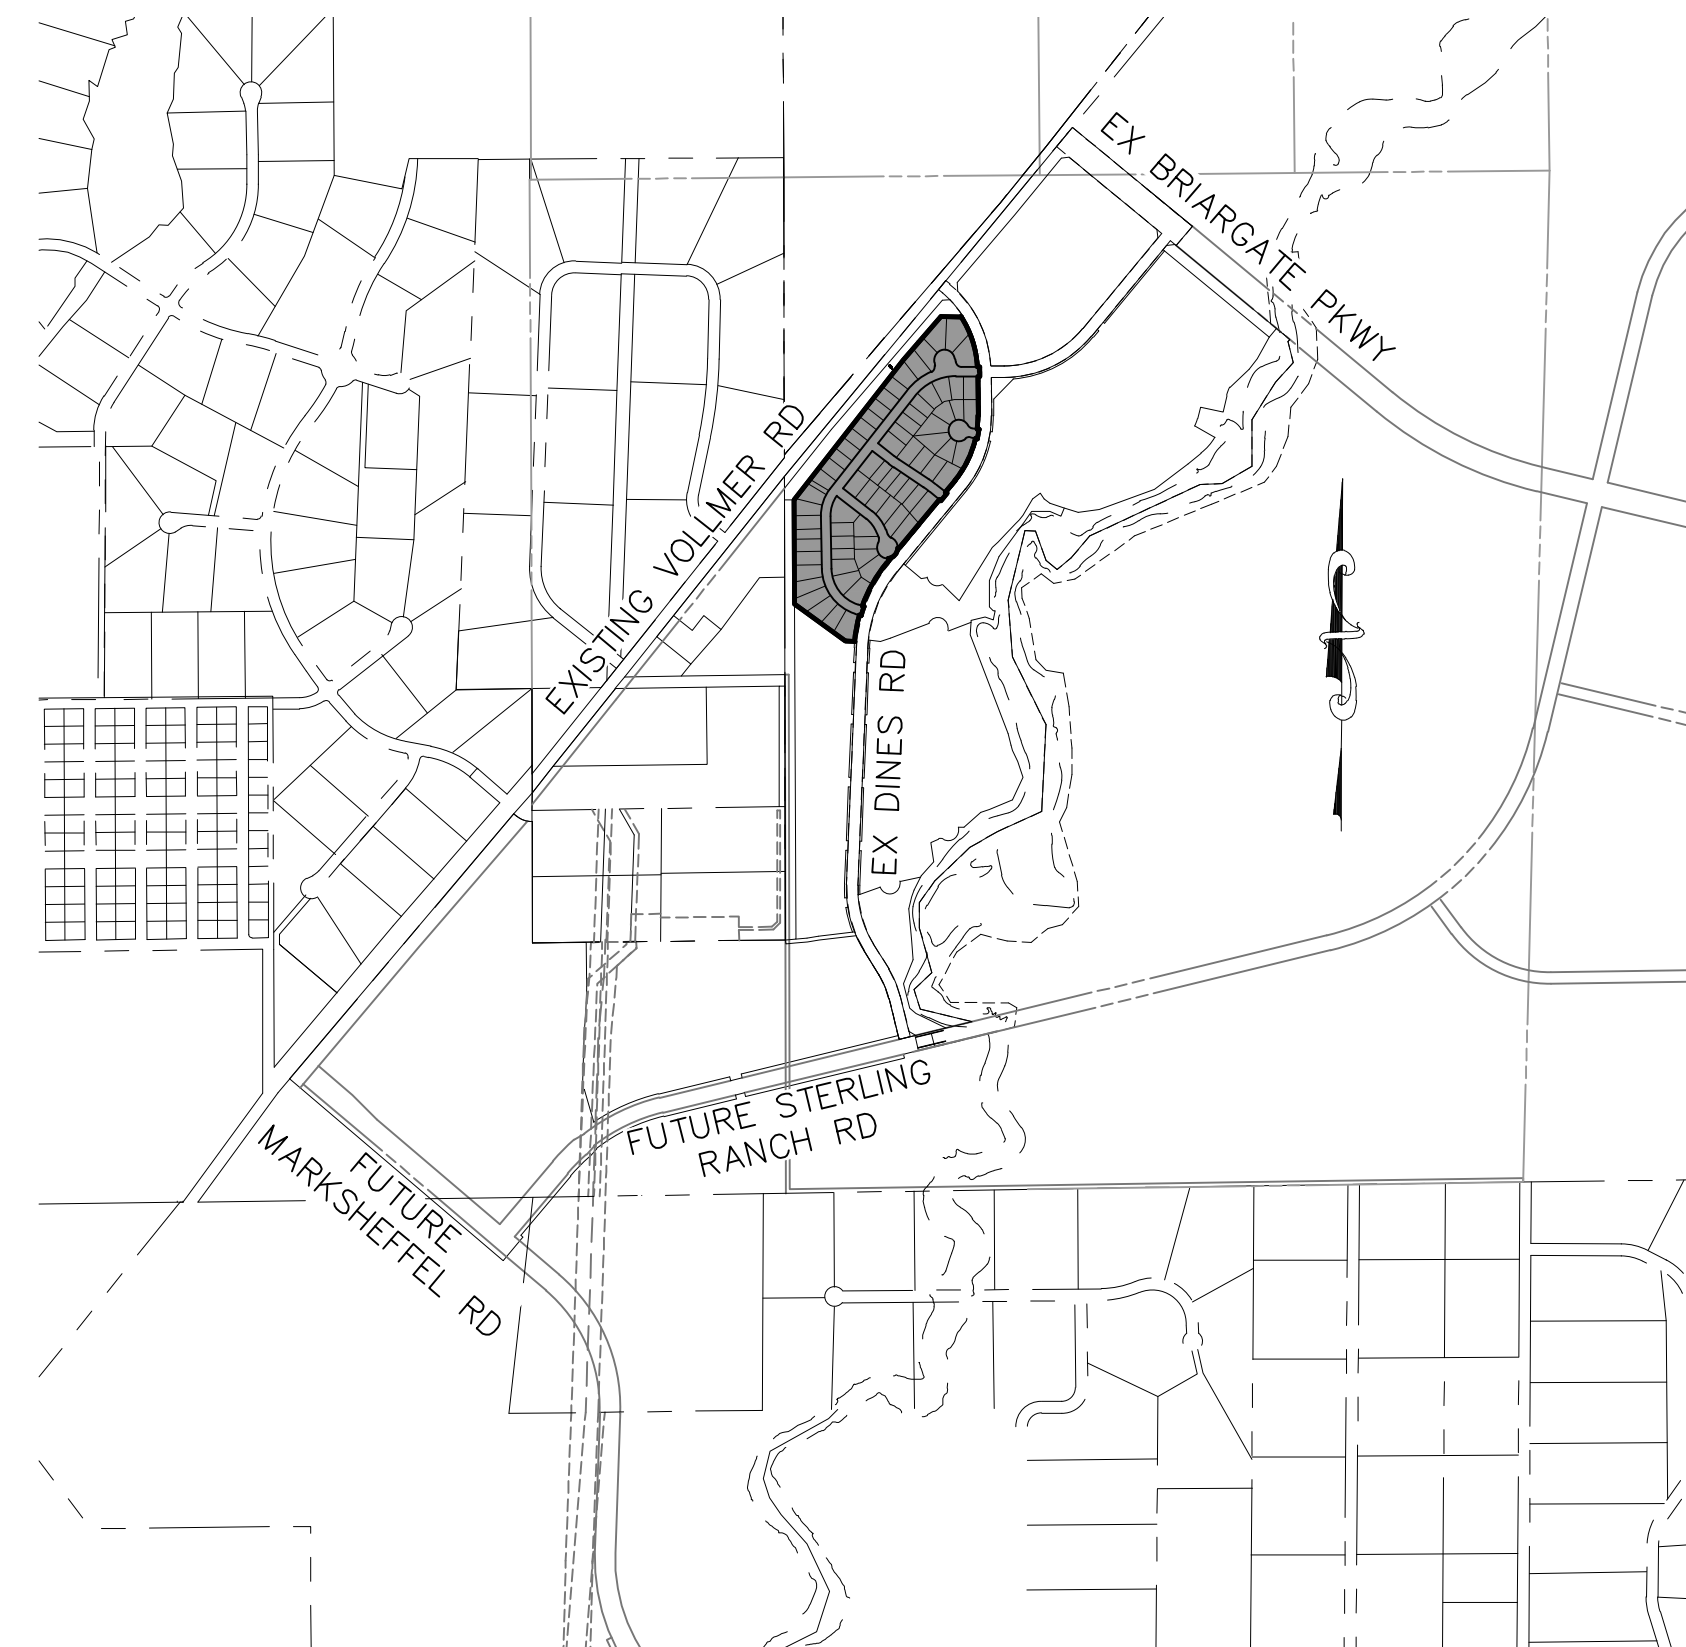 EX BRIARGATE PKWY
EXISTING VOLLMER RD
EX DINES RD
FUTURE STERLING
RANCH RD
FUTURE
MARKSHEFFEL RD